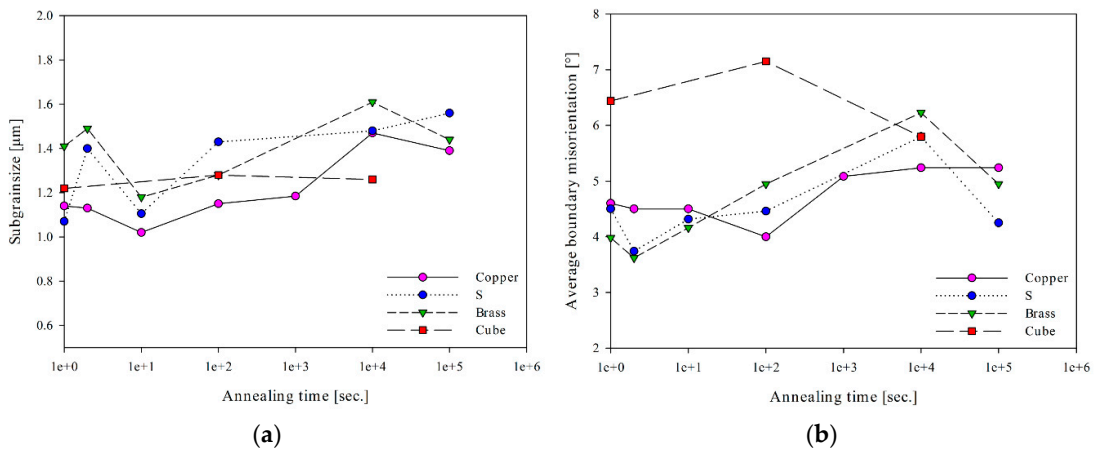 2.0
1.8
1.6
1.4
1.2
1.0
0.8
0.6
Subgrainsize [µm]
Copper
S
Brass
Cube
1e+0 1e+1 1e+2 1e+3 1e+4 1e+5 1e+6
Annealing time [sec.]
(a)
8
7
6
5
4
3
2
Average boundary misorientation [°]
Copper
S
Brass
Cube
1e+0 1e+1 1e+2 1e+3 1e+4 1e+5 1e+6
Annealing time [sec.]
(b)